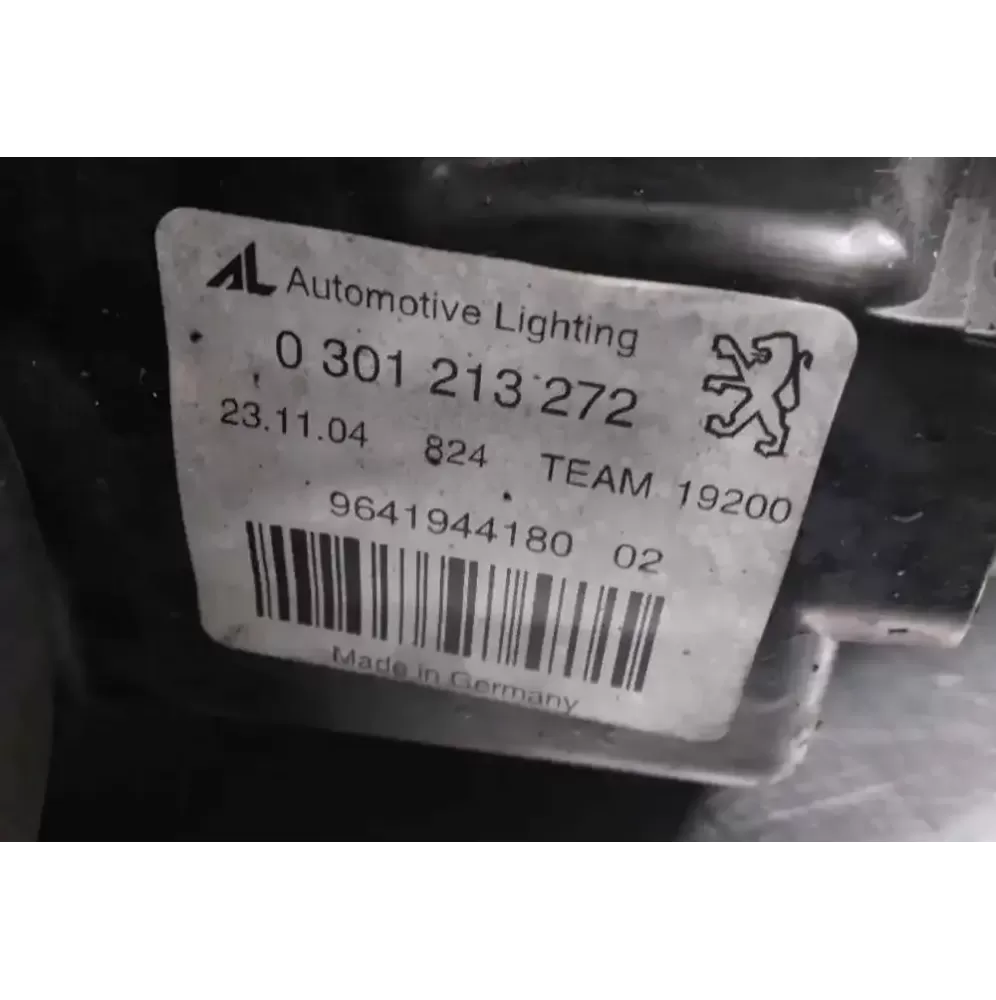 AL Automotive Lighting
0 301 213 272
23.11.04 824 TEAM 19200
9641944180 02
Made in Germany